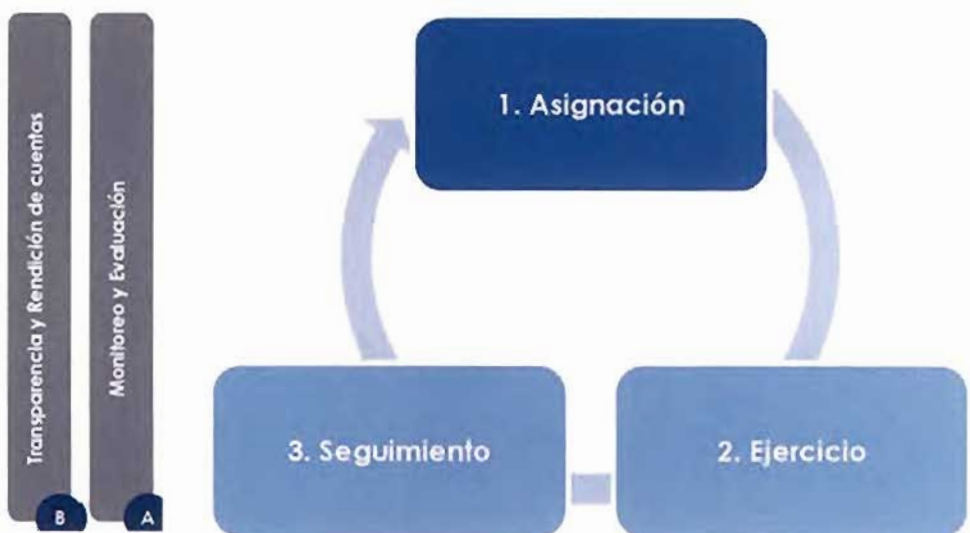 Transparencia y Rendición de cuentas
B
Monitoreo y Evaluación
A
1. Asignación
3. Seguimiento
2. Ejercicio